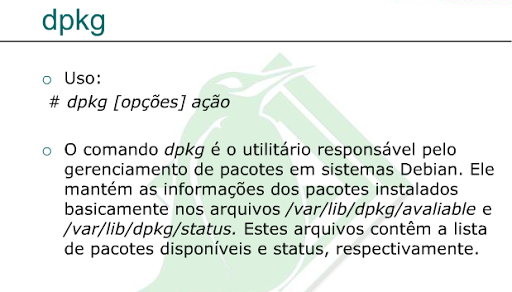 dpkg
Uso:
# dpkg [opções] ação
O comando dpkg é o utilitário responsável pelo
gerenciamento de pacotes em sistemas Debian. Ele
mantém as informações dos pacotes instalados
basicamente nos arquivos /var/lib/dpkg/avaliable e
/var/lib/dpkg/status. Estes arquivos contêm a lista
de pacotes disponíveis e status, respectivamente.